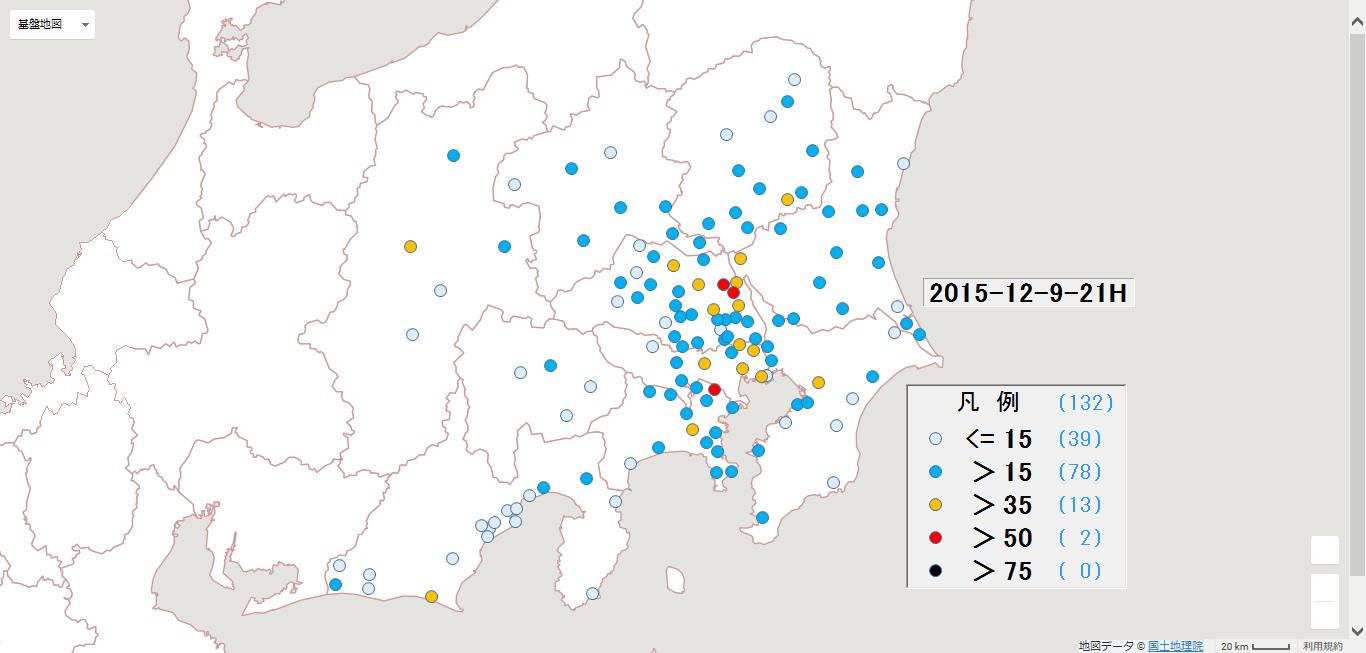 基盤地図
2015-12-9-21H
凡 例 (132)
<= 15 (39)
> 15 (78)
> 35 (13)
> 50 ( 2)
> 75 ( 0)
地図データ © 国土地理院 20 km 利用規約